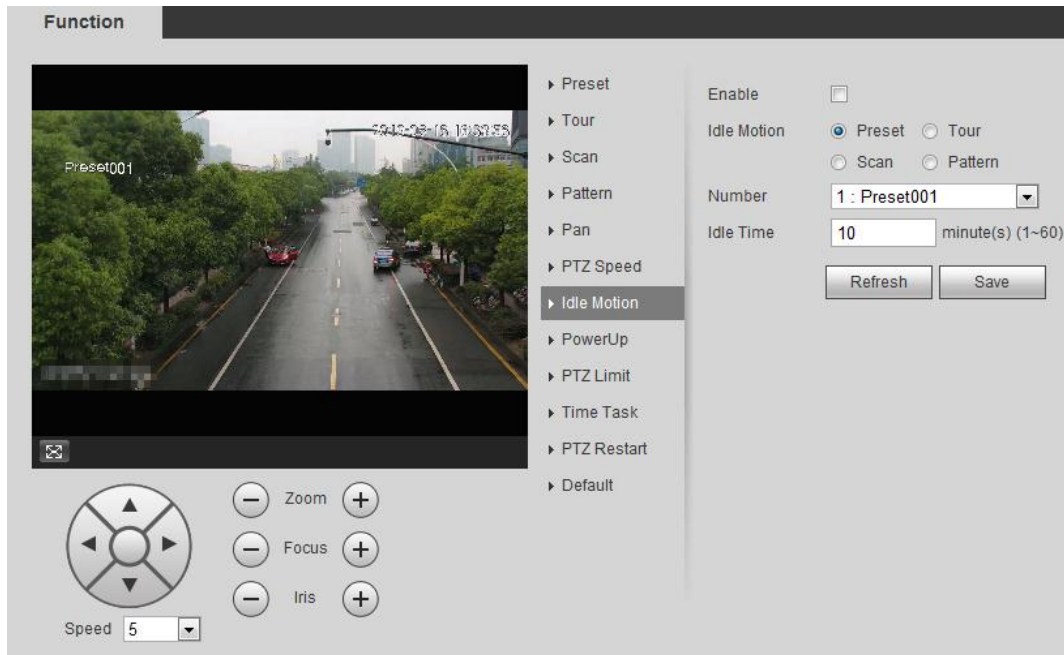 Function
Preset001
Preset
Tour
Scan
Pattern
Pan
PTZ Speed
Idle Motion
PowerUp
PTZ Limit
Time Task
PTZ Restart
Default
Enable
Idle Motion Preset Tour
Scan Pattern
Number 1 : Preset001
Idle Time 10 minute(s) (1~60)
Refresh Save
Zoom
Focus
Iris
Speed 5